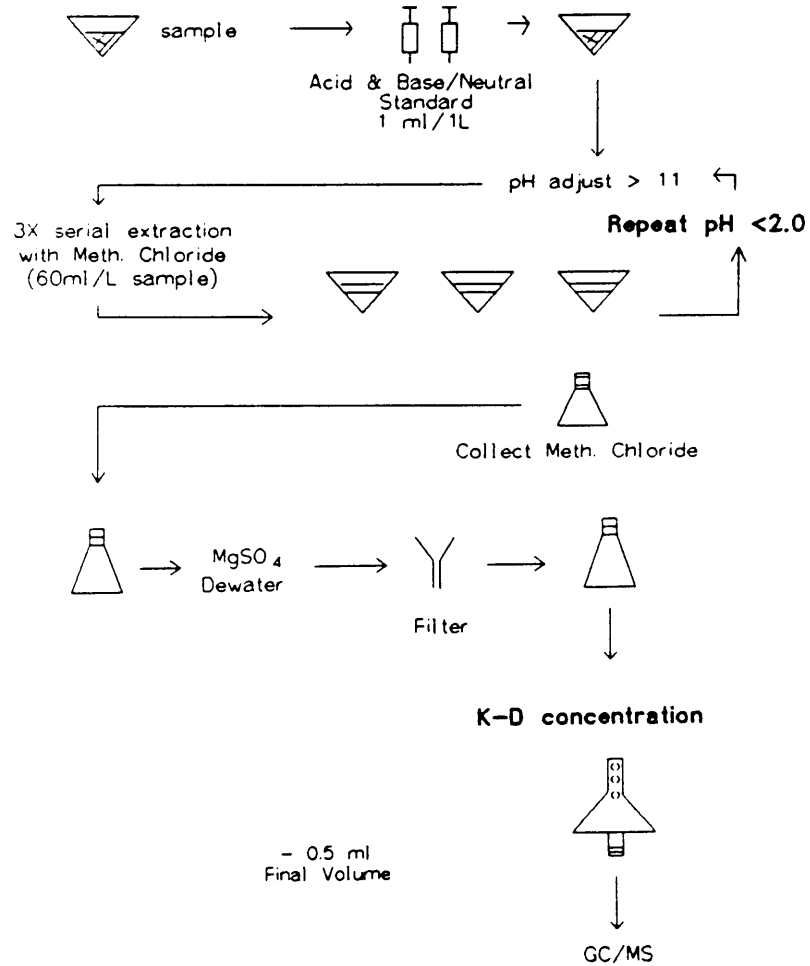 sample
Acid & Base/Neutral
Standard
1 ml/1L
pH adjust > 11
Repeat pH <2.0
3X serial extraction
with Meth. Chloride
(60ml/L sample)
Collect Meth. Chloride
MgSO4
Dewater
Filter
K-D concentration
- 0.5 ml
Final Volume
GC/MS